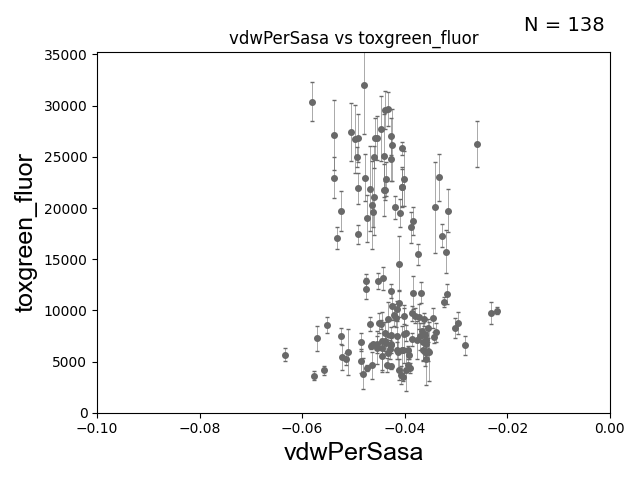 N = 138
vdwPerSasa vs toxgreen_fluor
toxgreen_fluor
35000
30000
25000
20000
15000
10000
5000
0
−0.10 −0.08 −0.06 −0.04 −0.02 0.00
vdwPerSasa